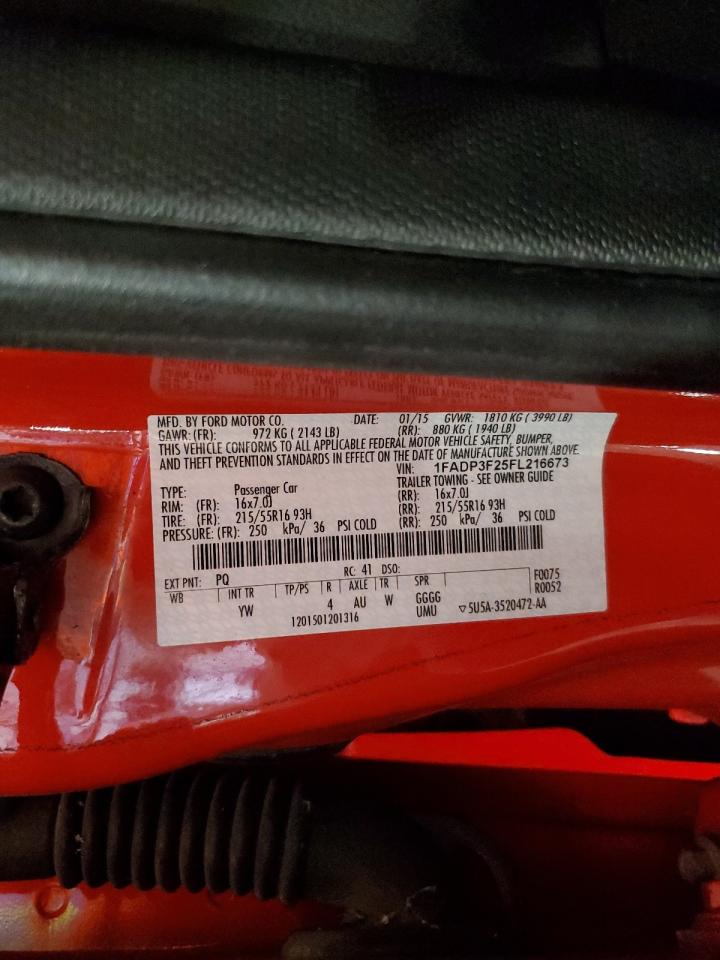 MFD. BY FORD MOTOR CO. DATE: 01/15 GVWR: 1810 KG ( 3990 LB)
GAWR: (FR): 972 KG ( 2143 LB) (RR): 880 KG ( 1940 LB)
THIS VEHICLE CONFORMS TO ALL APPLICABLE FEDERAL MOTOR VEHICLE SAFETY, BUMPER,
AND THEFT PREVENTION STANDARDS IN EFFECT ON THE DATE OF MANUFACTURE SHOWN ABOVE.
VIN: 1FADP3F25FL216673
TYPE: Passenger Car TRAILER TOWING - SEE OWNER GUIDE
RIM: (FR): 16x7.0J (RR): 16x7.0J
TIRE: (FR): 215/55R16 93H (RR): 215/55R16 93H
PRESSURE: (FR): 250 kPa/ 36 PSI COLD (RR): 250 kPa/ 36 PSI COLD
EXT PNT: PQ RC: 41 DSO: F0075
WB INT TR TP/PS R AXLE TR SPR R0052
YW 4 AU W GGGG
1201501201316 UMU ▽5U5A-3520472-AA